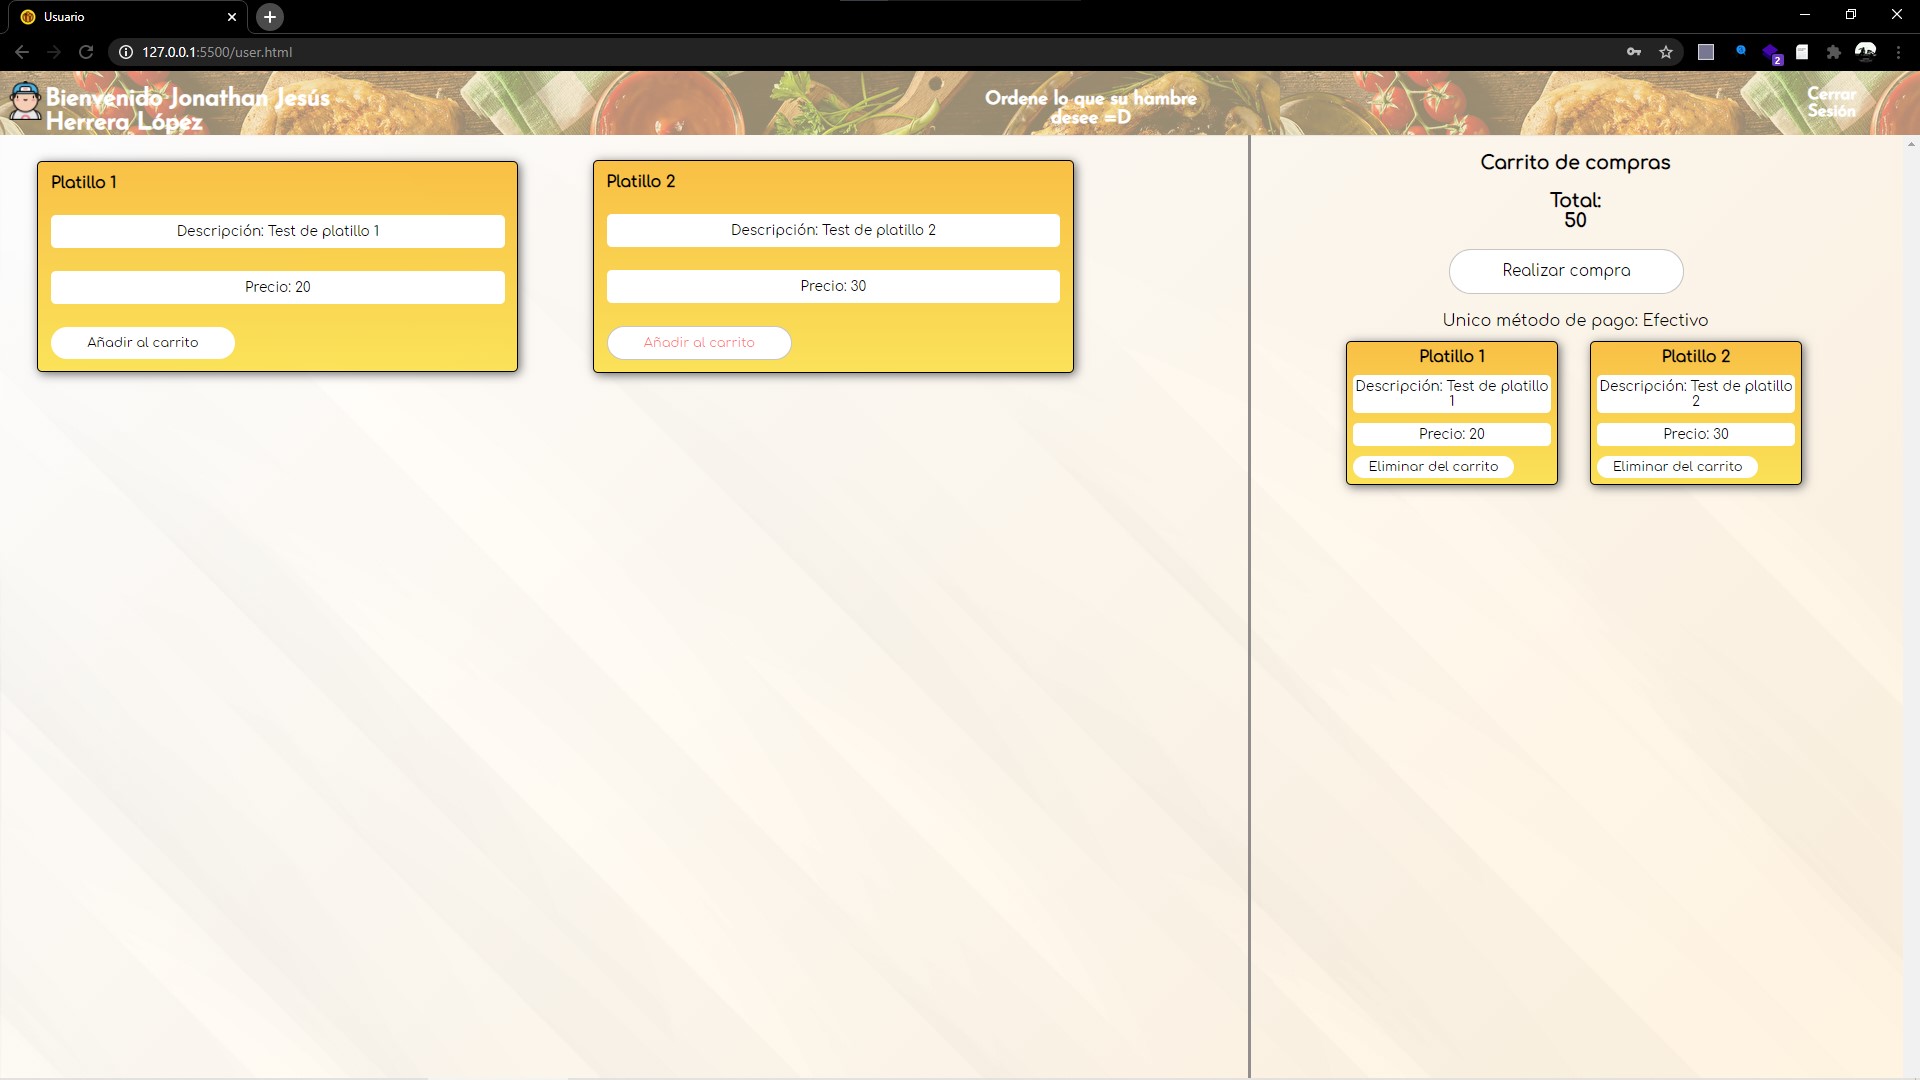 Usuario
127.0.0.1:5500/user.html
2
Bienvenido Jonathan Jesús
Herrera López
Ordene lo que su hambre
desee =D
Cerrar
Sesión
Platillo 1
Descripción: Test de platillo 1
Precio: 20
Añadir al carrito
Platillo 2
Descripción: Test de platillo 2
Precio: 30
Añadir al carrito
Carrito de compras
Total:
50
Realizar compra
Unico método de pago: Efectivo
Platillo 1
Descripción: Test de platillo
1
Precio: 20
Eliminar del carrito
Platillo 2
Descripción: Test de platillo
2
Precio: 30
Eliminar del carrito